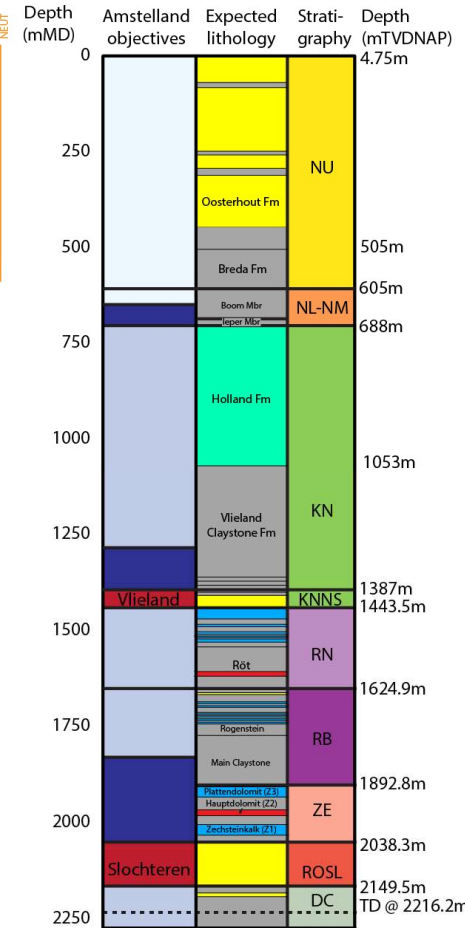 NEUT
Depth
(mMD)
Amstelland
objectives
Expected
lithology
Strati-
graphy
Depth
(mTVDNAP)
0
4.75m
250
NU
Oosterhout Fm
500
505m
Breda Fm
605m
Boom Mbr
NL-NM
Ieper Mbr
688m
750
Holland Fm
1000
1053m
KN
Vlieland
Claystone Fm
1250
1387m
Vlieland
KNNS
1443.5m
1500
RN
Röt
1624.9m
1750
Rogenstein
RB
Main Claystone
1892.8m
Plattendolomit (Z3)
Hauptdolomit (Z2)
ZE
2000
Zechsteinkalk (Z1)
2038.3m
Slochteren
ROSL
2149.5m
DC
TD @ 2216.2m
2250